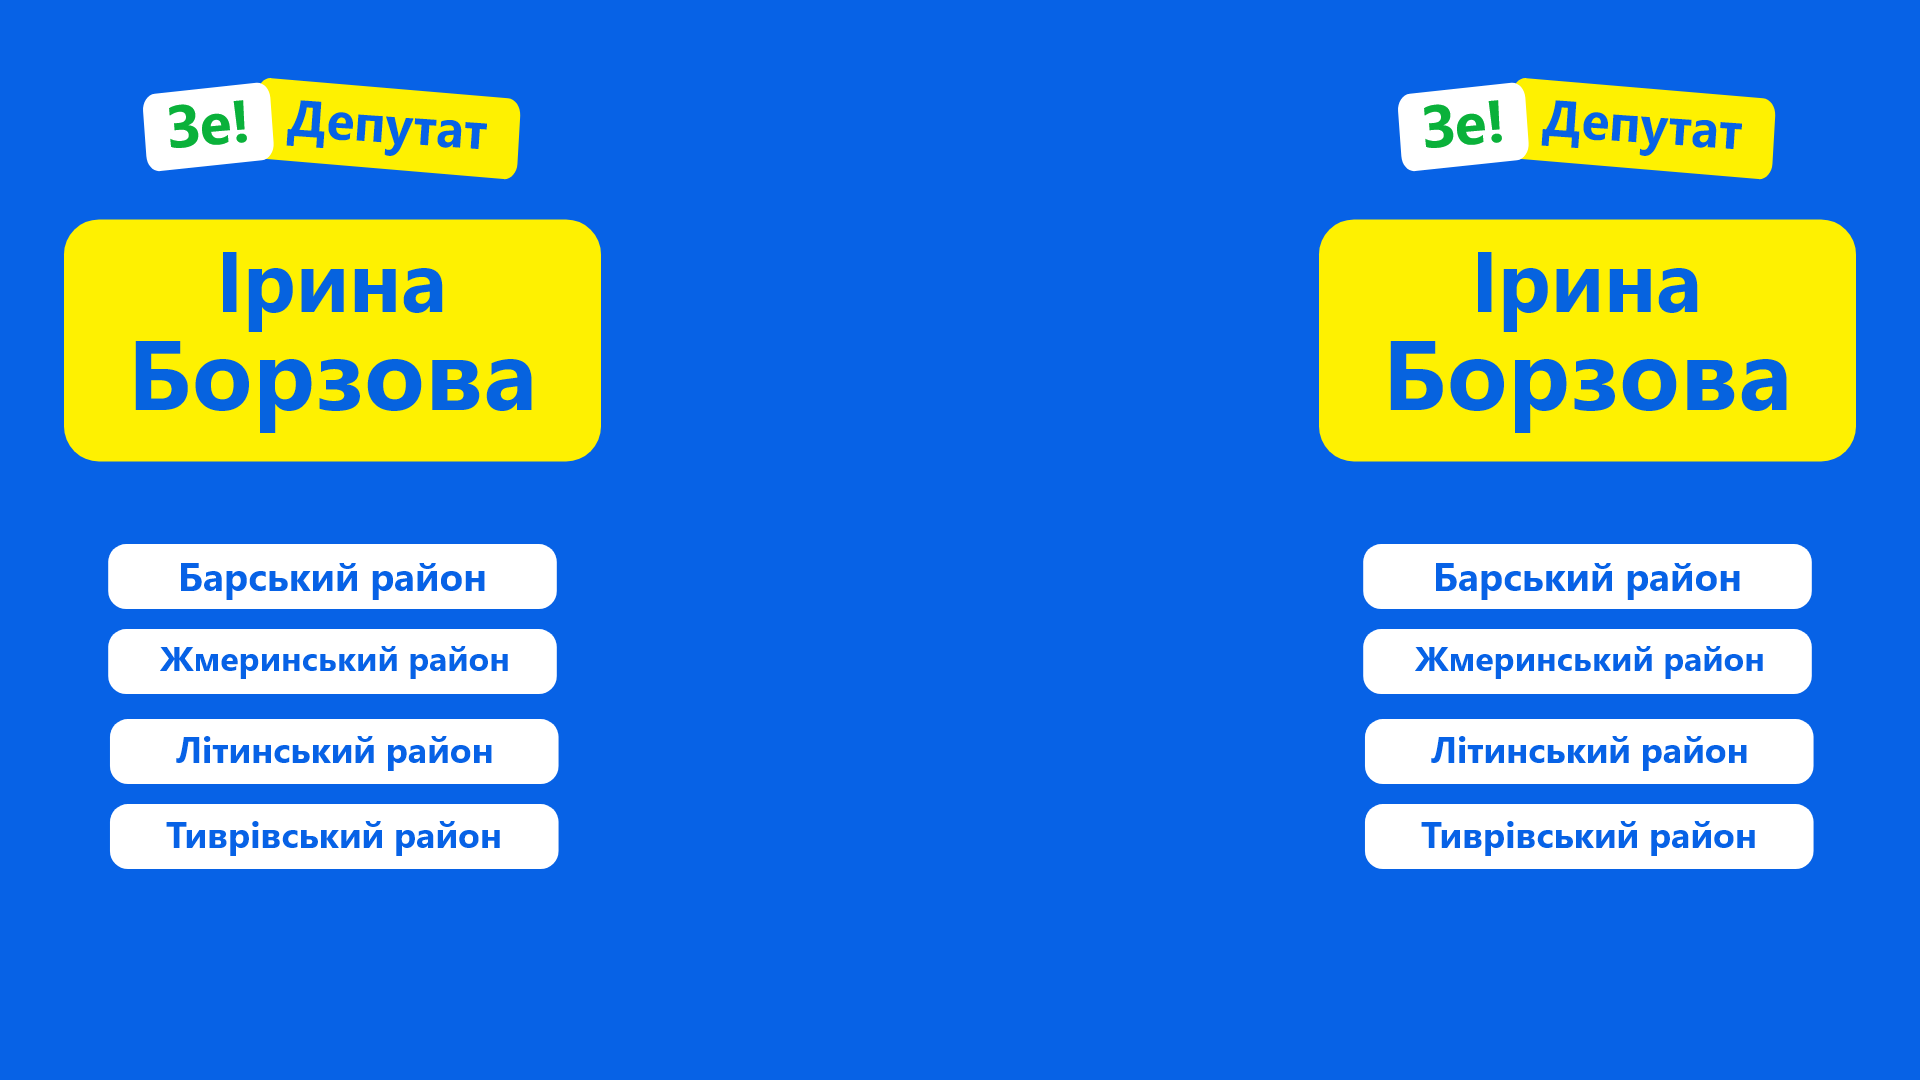 Зе! Депутат
Ірина
Борзова
Барський район
Жмеринський район
Літинський район
Тиврівський район
Зе! Депутат
Ірина
Борзова
Барський район
Жмеринський район
Літинський район
Тиврівський район